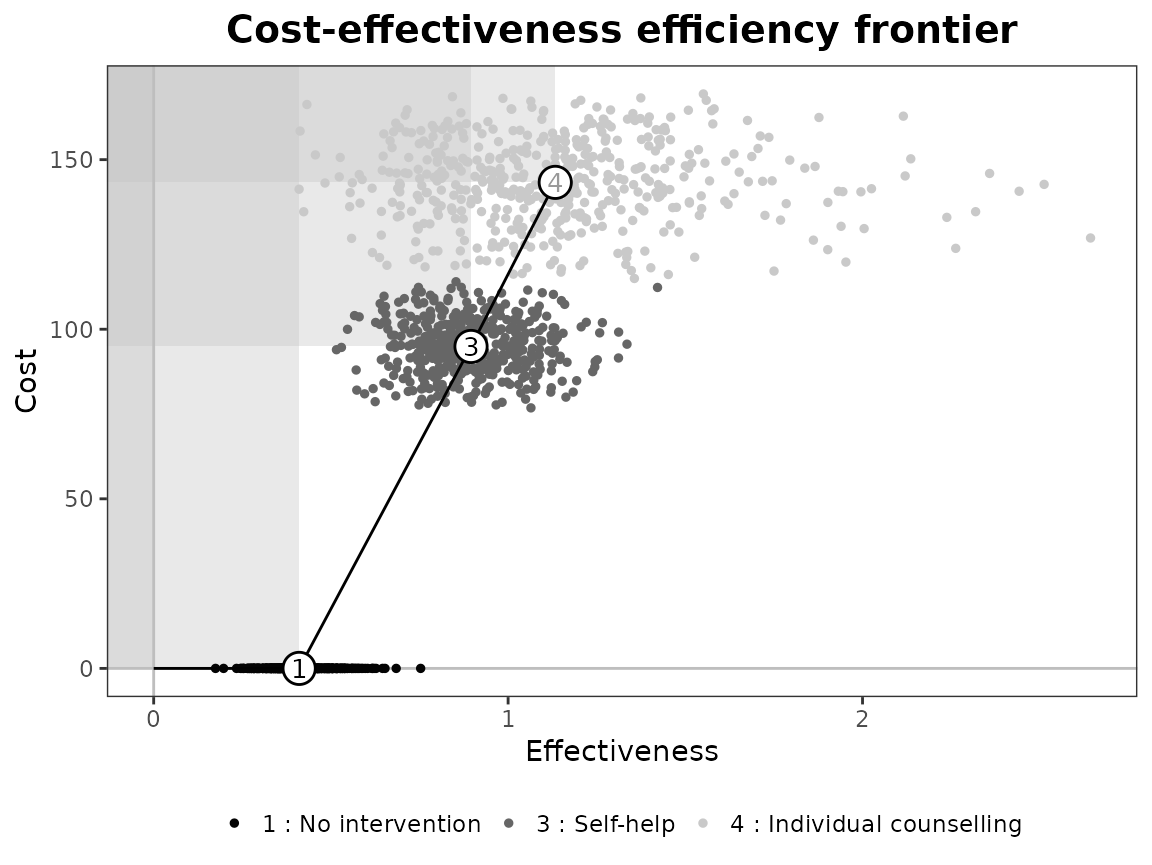 Cost-effectiveness efficiency frontier
150
100
50
0
Cost
4
3
1
0 1 2
Effectiveness
1 : No intervention 3 : Self-help 4 : Individual counselling